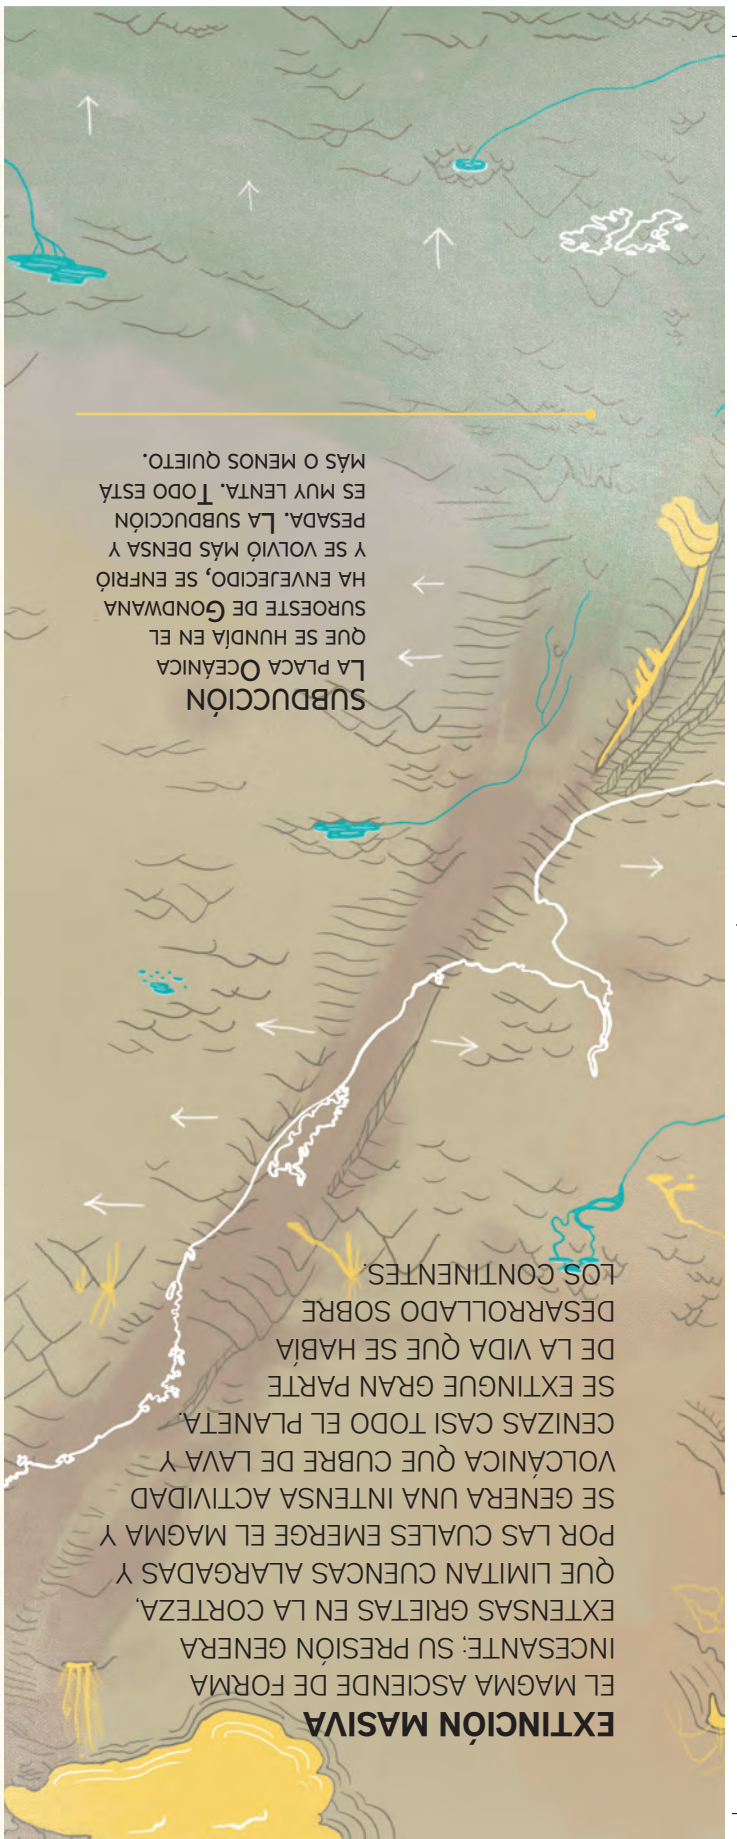 EXTINCIÓN MASIVA
EL MAGMA ASCIENDE DE FORMA
INCESANTE; SU PRESIÓN GENERA
EXTENSAS GRIETAS EN LA CORTEZA,
QUE LIMITAN CUENCAS ALARGADAS Y
POR LAS CUALES EMERGE EL MAGMA Y
SE GENERA UNA INTENSA ACTIVIDAD
VOLCÁNICA QUE CUBRE DE LAVA Y
CENIZAS CASI TODO EL PLANETA.
SE EXTINGUE GRAN PARTE
DE LA VIDA QUE SE HABÍA
DESARROLLADO SOBRE
LOS CONTINENTES.
SUBDUCCIÓN
LA PLACA OCEÁNICA
QUE SE HUNDÍA EN EL
SUROESTE DE GONDWANA
HA ENVEJECIDO, SE ENFRIÓ
Y SE VOLVIÓ MÁS DENSA Y
PESADA. LA SUBDUCCIÓN
ES MUY LENTA. TODO ESTÁ
MÁS O MENOS QUIETO.